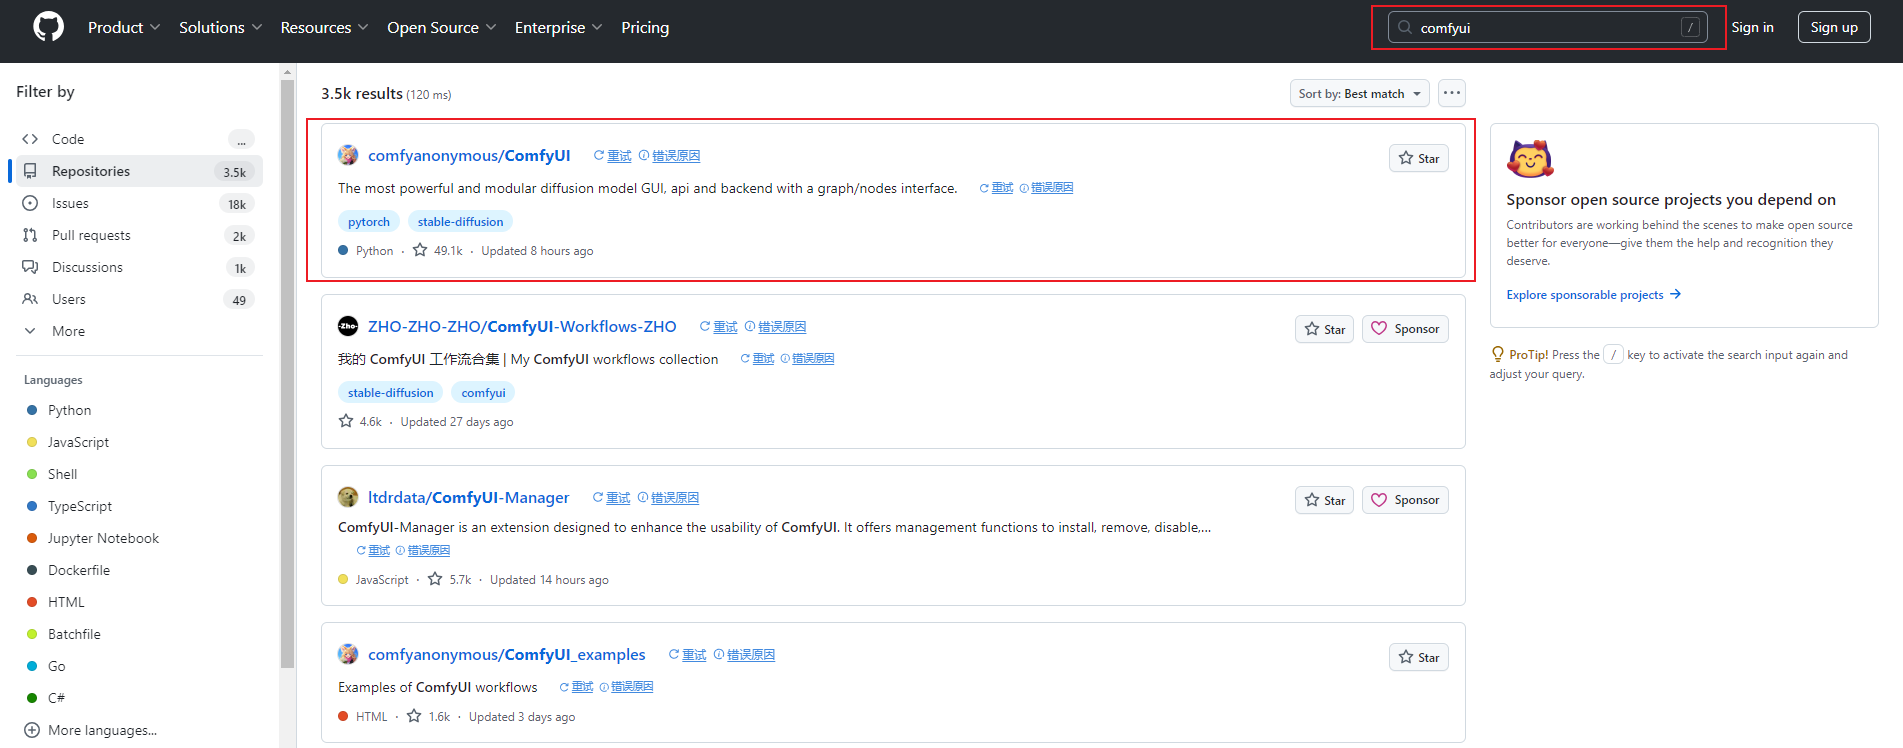 Product Solutions Resources Open Source Enterprise Pricing comfyui / Sign in Sign up
Filter by
Code ...
Repositories 3.5k
Issues 18k
Pull requests 2k
Discussions 1k
Users 49
More
Languages
Python
JavaScript
Shell
TypeScript
Jupyter Notebook
Dockerfile
HTML
Batchfile
Go
C#
More languages...
3.5k results (120 ms)
Sort by: Best match ...
comfyanonymous/ComfyUI 重试 错误原因
Star
The most powerful and modular diffusion model GUI, api and backend with a graph/nodes interface. 重试 错误原因
pytorch stable-diffusion
Python · 49.1k · Updated 8 hours ago
ZHO-ZHO-ZHO/ComfyUI-Workflows-ZHO 重试 错误原因
Star Sponsor
我的 ComfyUI 工作流合集 | My ComfyUI workflows collection 重试 错误原因
stable-diffusion comfyui
4.6k · Updated 27 days ago
ltdrdata/ComfyUI-Manager 重试 错误原因
Star Sponsor
ComfyUI-Manager is an extension designed to enhance the usability of ComfyUI. It offers management functions to install, remove, disable,...
重试 错误原因
JavaScript · 5.7k · Updated 14 hours ago
comfyanonymous/ComfyUI_examples 重试 错误原因
Star
Examples of ComfyUI workflows 重试 错误原因
HTML · 1.6k · Updated 3 days ago
Sponsor open source projects you depend on
Contributors are working behind the scenes to make open source
better for everyone—give them the help and recognition they
deserve.
Explore sponsorable projects →
ProTip! Press the / key to activate the search input again and
adjust your query.
-Zho-